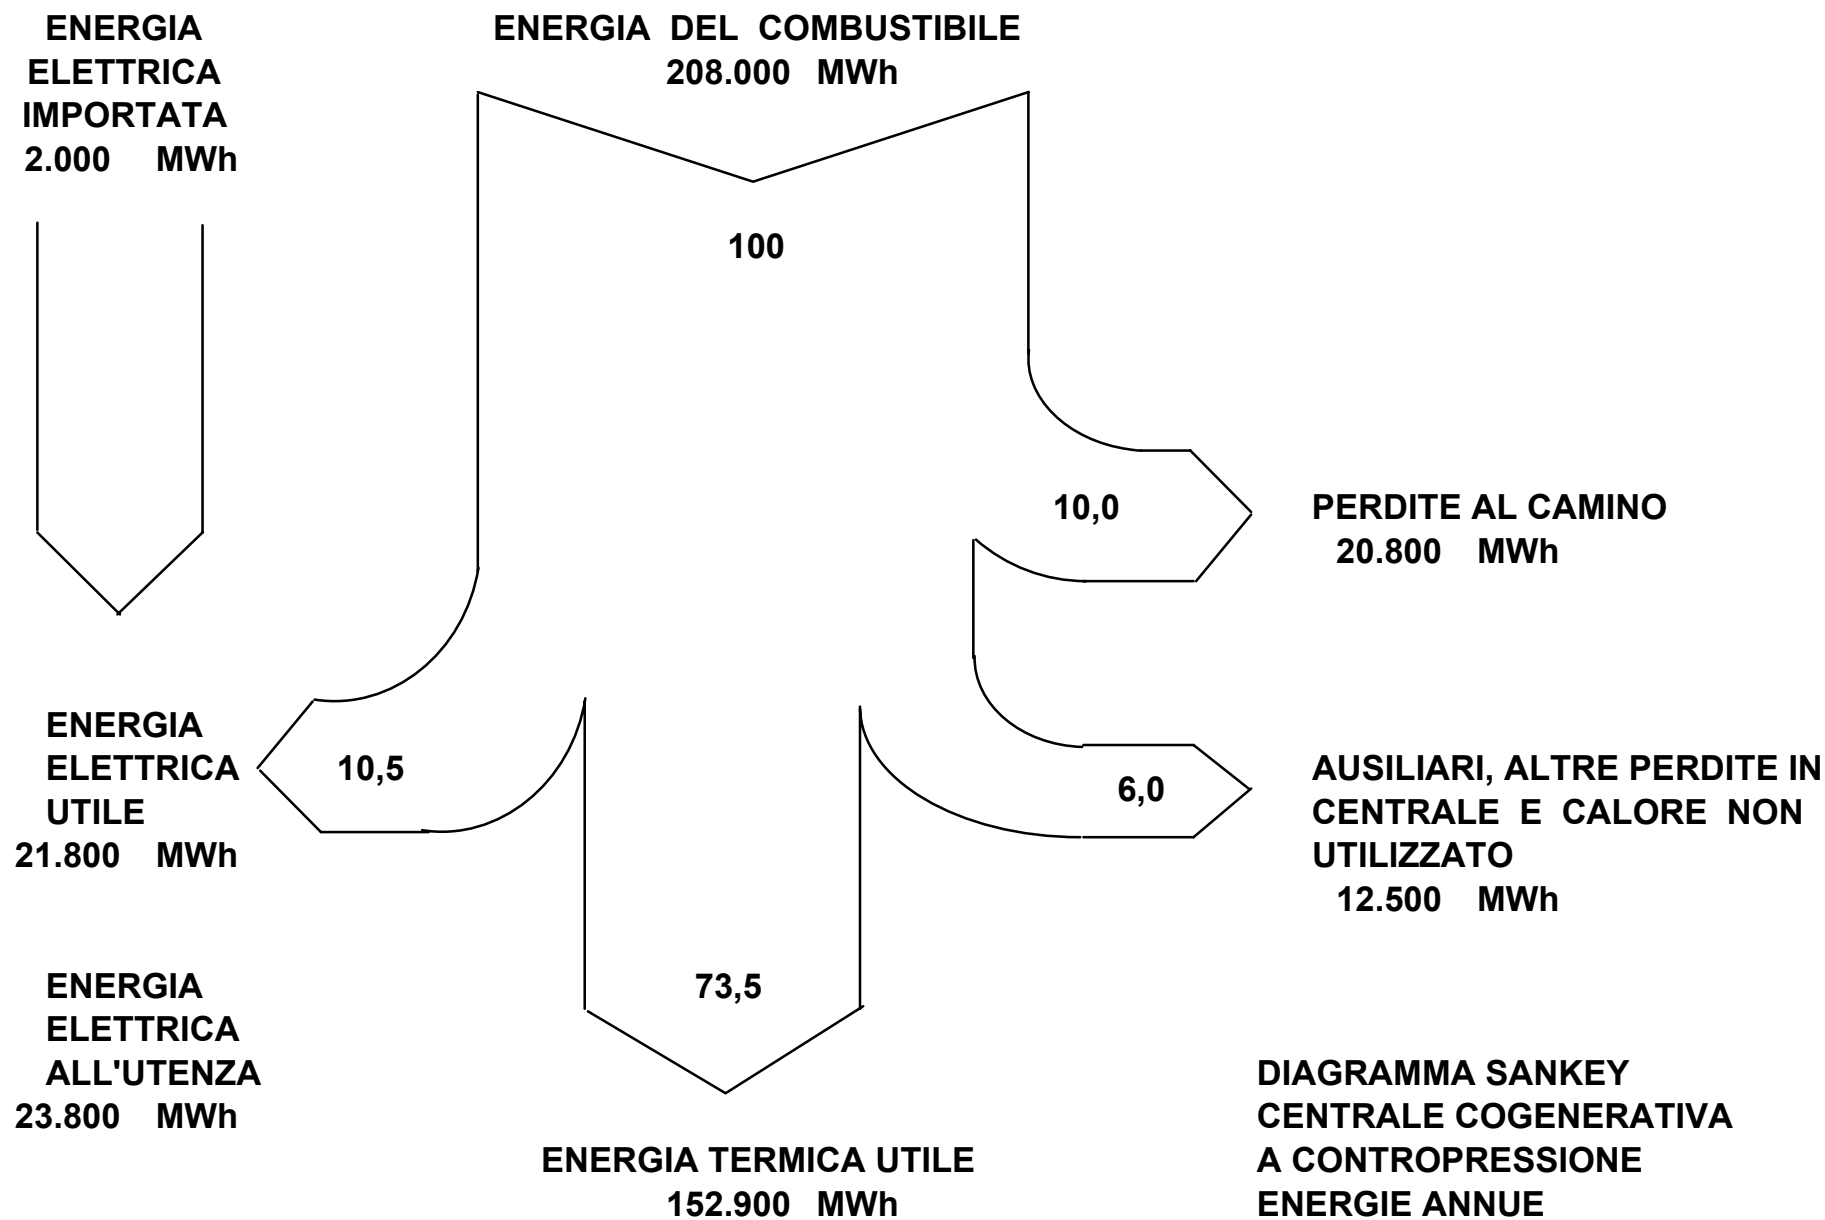 ENERGIA
ELETTRICA
IMPORTATA
2.000 MWh
ENERGIA DEL COMBUSTIBILE
208.000 MWh
100
10,0
PERDITE AL CAMINO
20.800 MWh
ENERGIA
ELETTRICA
UTILE
21.800 MWh
10,5
6,0
AUSILIARI, ALTRE PERDITE IN
CENTRALE E CALORE NON
UTILIZZATO
12.500 MWh
ENERGIA
ELETTRICA
ALL'UTENZA
23.800 MWh
73,5
ENERGIA TERMICA UTILE
152.900 MWh
DIAGRAMMA SANKEY
CENTRALE COGENERATIVA
A CONTROPRESSIONE
ENERGIE ANNUE